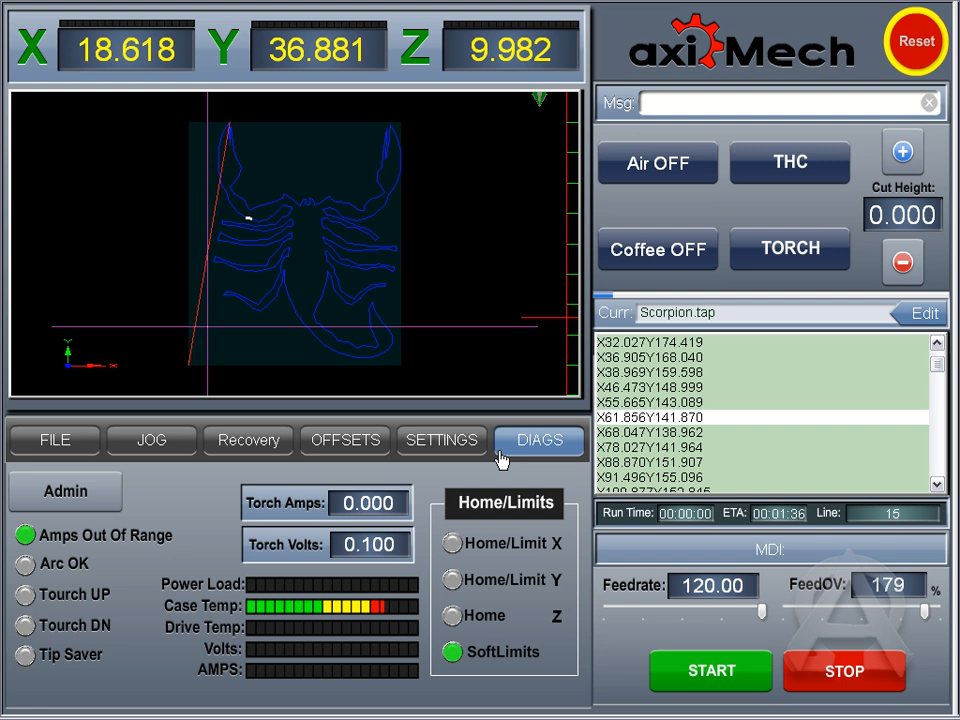 X 18.618 Y 36.881 Z 9.982
axi Mech
Reset
Msg:
Air OFF
THC
Cut Height:
0.000
Coffee OFF
TORCH
Curr: Scorpion.tap
Edit
X32.027Y174.419
X36.905Y168.040
X38.969Y159.598
X46.473Y148.999
X55.665Y143.089
X61.856Y141.870
X68.047Y138.962
X78.027Y141.964
X88.870Y151.907
X91.496Y155.096
Run Time: 00:00:00 ETA: 00:01:36 Line: 15
MDI:
Feedrate: 120.00 FeedOV: 179 %
START
STOP
Y
X
FILE JOG Recovery OFFSETS SETTINGS DIAGS
Admin
Amps Out Of Range
Arc OK
Tourch UP
Tourch DN
Tip Saver
Torch Amps: 0.000
Torch Volts: 0.100
Power Load:
Case Temp:
Drive Temp:
Volts:
AMPS:
Home/Limits
Home/Limit X
Home/Limit Y
Home Z
SoftLimits